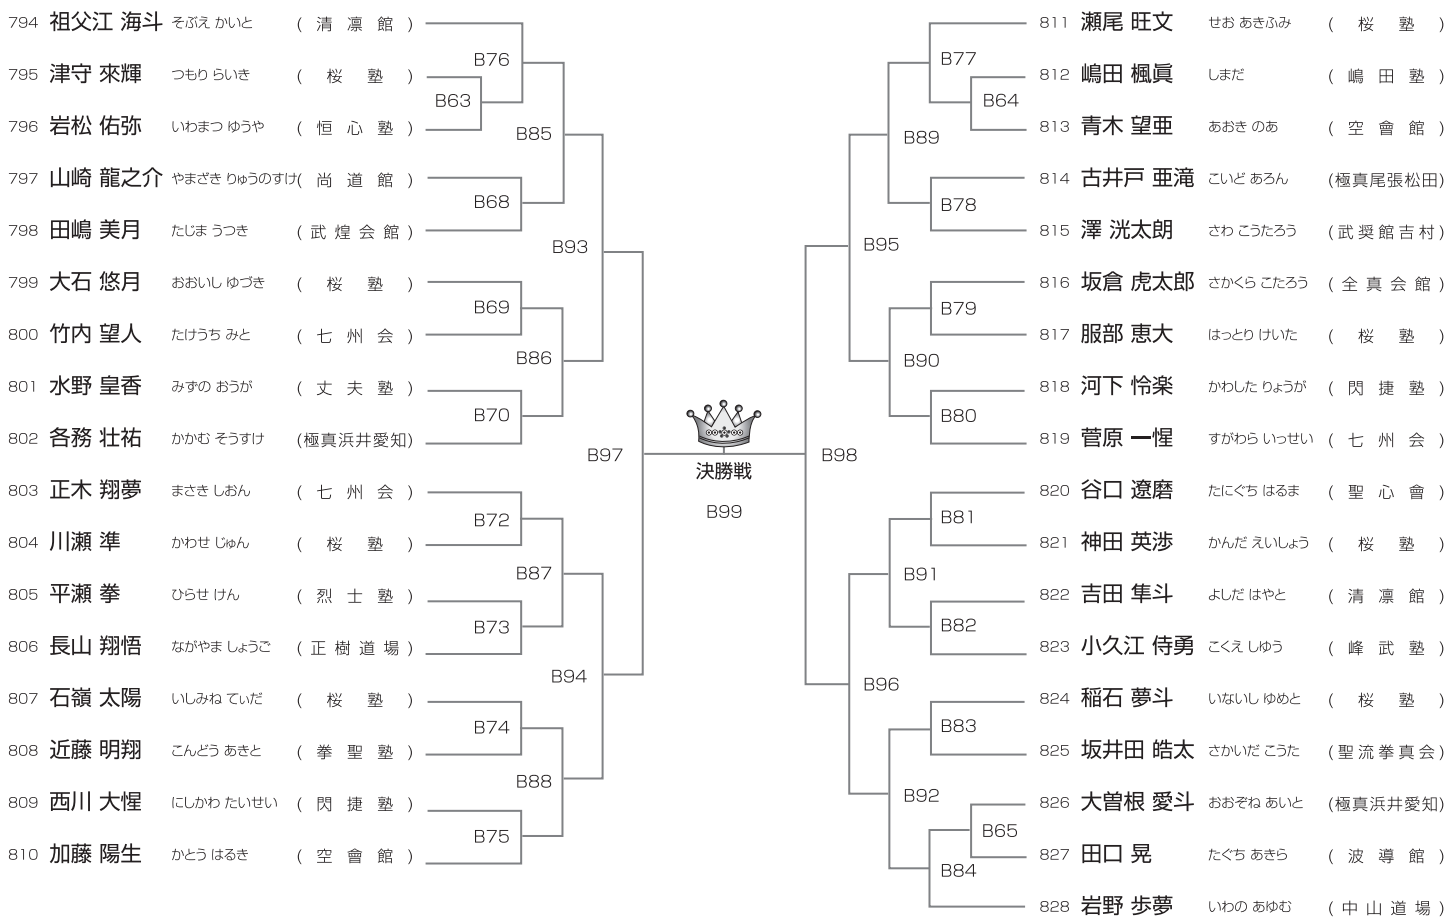 794 祖父江 海斗 そぶえ かいと ( 清 凛 館 )
795 津守 來輝 つもり らいき ( 桜 塾 )
796 岩松 佑弥 いわまつ ゆうや ( 恒 心 塾 )
797 山崎 龍之介 やまざき りゅうのすけ ( 尚 道 館 )
798 田嶋 美月 たじま うつき ( 武 煌 会 館 )
799 大石 悠月 おおいし ゆづき ( 桜 塾 )
800 竹内 望人 たけうち みと ( 七 州 会 )
801 水野 皇香 みずの おうが ( 丈 夫 塾 )
802 各務 壮祐 かかむ そうすけ (極真浜井愛知)
803 正木 翔夢 まさき しおん ( 七 州 会 )
804 川瀬 準 かわせ じゅん ( 桜 塾 )
805 平瀬 拳 ひらせ けん ( 烈 士 塾 )
806 長山 翔悟 ながやま しょうご ( 正 樹 道 場 )
807 石嶺 太陽 いしみね てぃだ ( 桜 塾 )
808 近藤 明翔 こんどう あきと ( 拳 聖 塾 )
809 西川 大惺 にしかわ たいせい ( 閃 捷 塾 )
810 加藤 陽生 かとう はるき ( 空 會 館 )
B76
B63
B85
B68
B93
B69
B86
B70
B97
B72
B87
B73
B94
B74
B88
B75
決勝戦
B99
B77
B64
B89
B78
B95
B79
B90
B80
B98
B81
B91
B82
B96
B83
B92
B65
B84
811 瀬尾 旺文 せお あきふみ ( 桜 塾 )
812 嶋田 楓眞 しまだ ( 嶋 田 塾 )
813 青木 望亜 あおき のあ ( 空 會 館 )
814 古井戸 亜滝 こいど あろん (極真尾張松田)
815 澤 洸太朗 さわ こうたろう ( 武 奨 館 吉 村 )
816 坂倉 虎太郎 さかくら こたろう ( 全 真 会 館 )
817 服部 恵大 はっとり けいた ( 桜 塾 )
818 河下 怜楽 かわした りょうが ( 閃 捷 塾 )
819 菅原 一惺 すがわら いっせい ( 七 州 会 )
820 谷口 遼磨 たにぐち はるま ( 聖 心 會 )
821 神田 英渉 かんだ えいしょう ( 桜 塾 )
822 吉田 隼斗 よしだ はやと ( 清 凛 館 )
823 小久江 侍勇 こくえ しゆう ( 峰 武 塾 )
824 稲石 夢斗 いないし ゆめと ( 桜 塾 )
825 坂井田 皓太 さかいだ こうた ( 聖 流 拳 真 会 )
826 大曽根 愛斗 おおぞね あいと (極真浜井愛知)
827 田口 晃 たぐち あきら ( 波 導 館 )
828 岩野 歩夢 いわの あゆむ ( 中 山 道 場 )